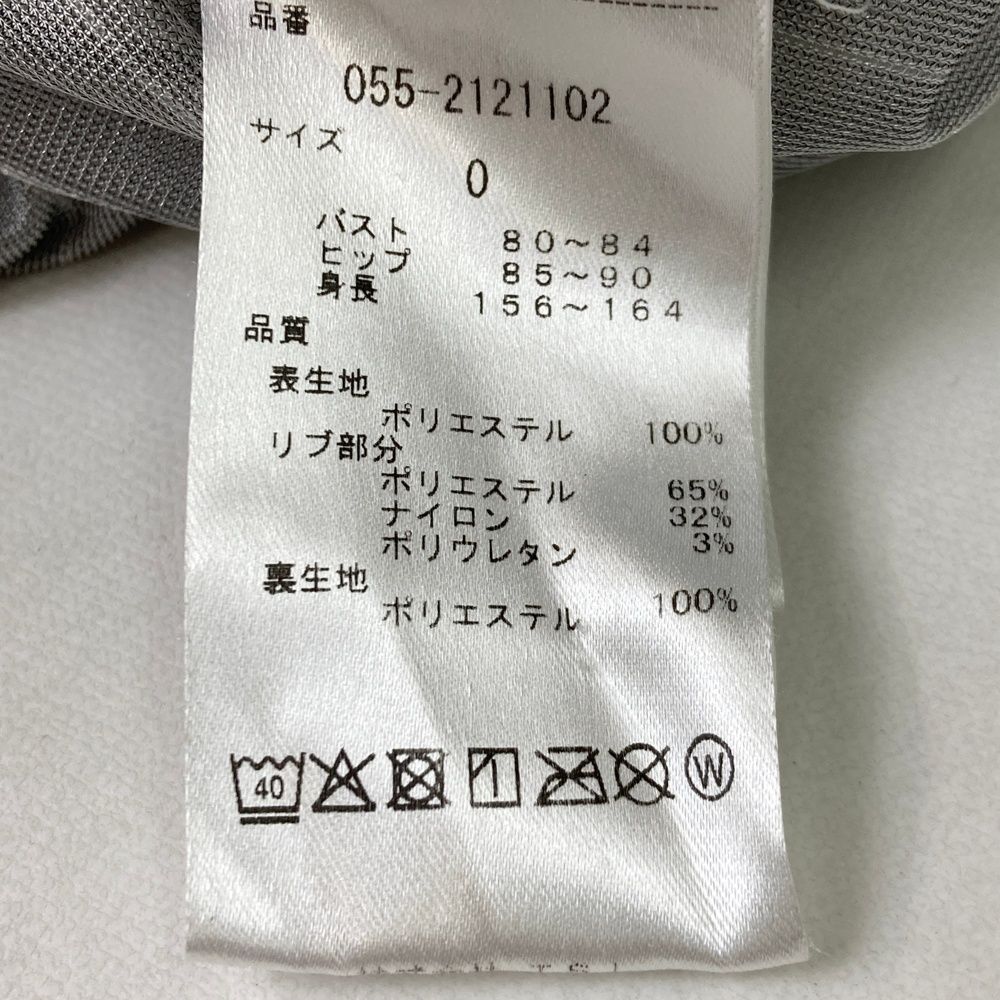 品番
055-2121102
サイズ
0
バスト 80～84
ヒップ 85～90
身長 156～164
品質
表生地
ポリエステル 100%
リブ部分
ポリエステル 65%
ナイロン 32%
ポリウレタン 3%
裏生地
ポリエステル 100%
40 W